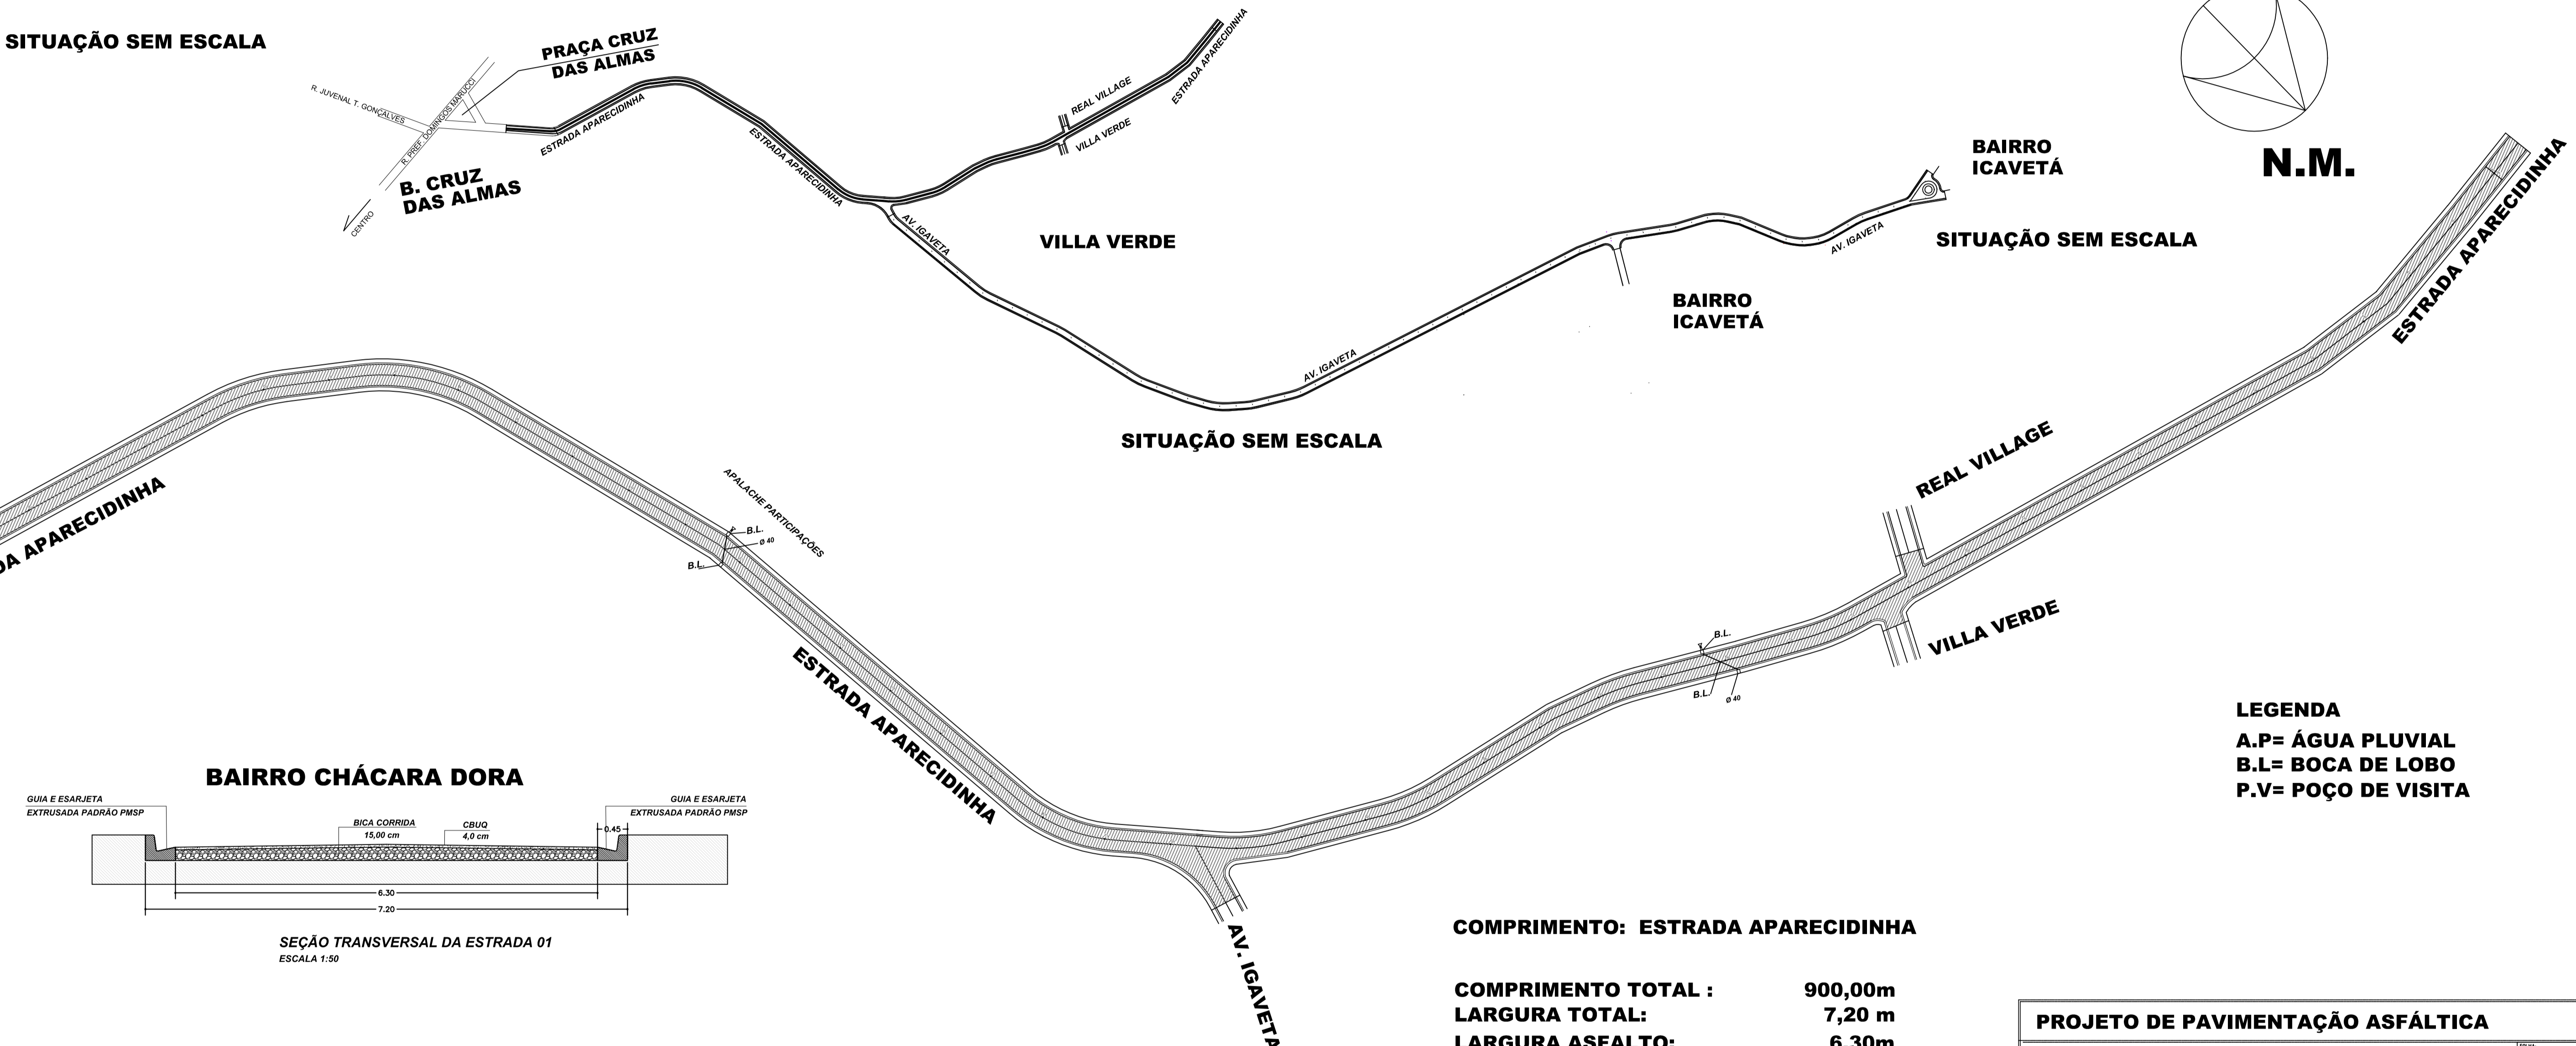 SITUAÇÃO SEM ESCALA
PRAÇA CRUZ
DAS ALMAS
R. JUVENAL T. GONÇALVES
R. PREF. DOMINGOS MARUCCI
B. CRUZ
DAS ALMAS
CENTRO
ESTRADA APARECIDINHA
ESTRADA APARECIDINHA
REAL VILLAGE
VILLA VERDE
ESTRADA APARECIDINHA
AV. IGAVETA
VILLA VERDE
AV. IGAVETA
BAIRRO
ICAVETÁ
AV. IGAVETA
BAIRRO
ICAVETÁ
SITUAÇÃO SEM ESCALA
SITUAÇÃO SEM ESCALA
N.M.
ESTRADA APARECIDINHA
DA APARECIDINHA
APALACHE PARTICIPAÇÕES
B.L.
Ø 40
B.L.
ESTRADA APARECIDINHA
REAL VILLAGE
VILLA VERDE
B.L.
B.L.
Ø 40
AV. IGAVETA
LEGENDA
A.P= ÁGUA PLUVIAL
B.L= BOCA DE LOBO
P.V= POÇO DE VISITA
BAIRRO CHÁCARA DORA
GUIA E ESARJETA
EXTRUSADA PADRÃO PMSP
BICA CORRIDA
15,00 cm
CBUQ
4,0 cm
GUIA E ESARJETA
EXTRUSADA PADRÃO PMSP
0.45
6.30
7.20
SEÇÃO TRANSVERSAL DA ESTRADA 01
ESCALA 1:50
COMPRIMENTO: ESTRADA APARECIDINHA
COMPRIMENTO TOTAL : 900,00m
LARGURA TOTAL: 7,20 m
LARGURA ASFALTO: 6,30m
PROJETO DE PAVIMENTAÇÃO ASFÁLTICA